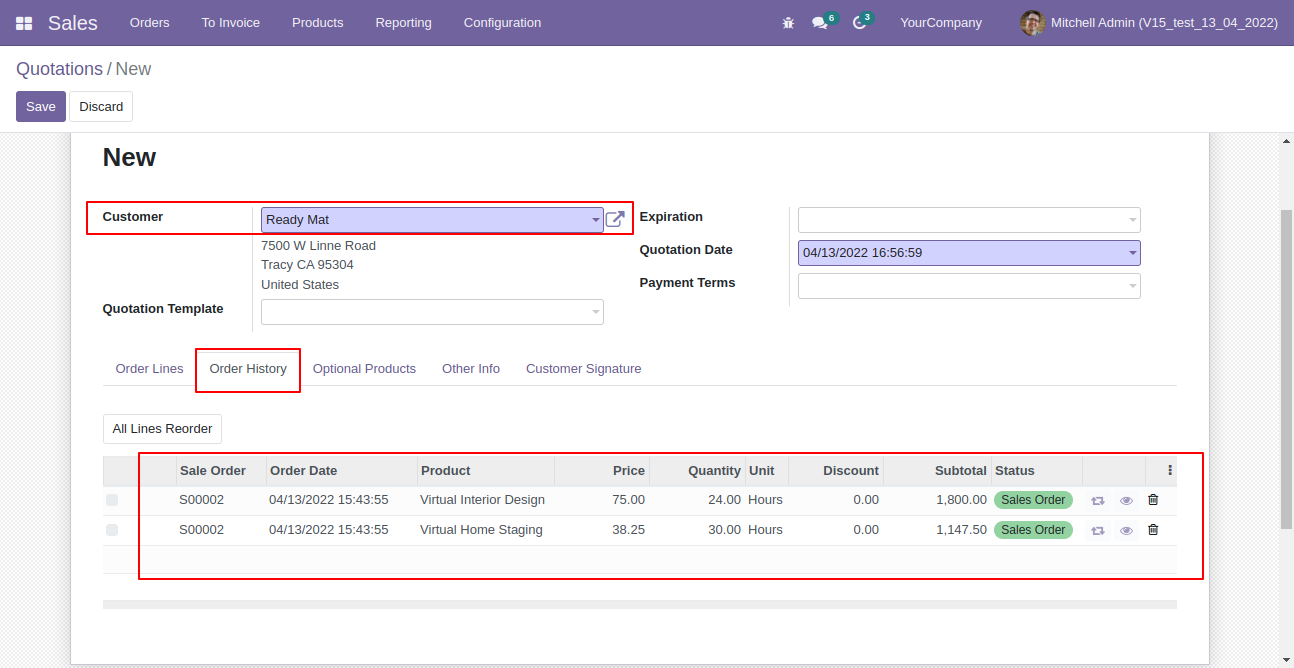 Sales Orders To Invoice Products Reporting Configuration 6 3 YourCompany Mitchell Admin (V15_test_13_04_2022)
Quotations / New
Save Discard
New
Customer Ready Mat Expiration
7500 W Linne Road Quotation Date 04/13/2022 16:56:59
Tracy CA 95304
United States Payment Terms
Quotation Template
Order Lines Order History Optional Products Other Info Customer Signature
All Lines Reorder
Sale Order Order Date Product Price Quantity Unit Discount Subtotal Status
S00002 04/13/2022 15:43:55 Virtual Interior Design 75.00 24.00 Hours 0.00 1,800.00 Sales Order
S00002 04/13/2022 15:43:55 Virtual Home Staging 38.25 30.00 Hours 0.00 1,147.50 Sales Order